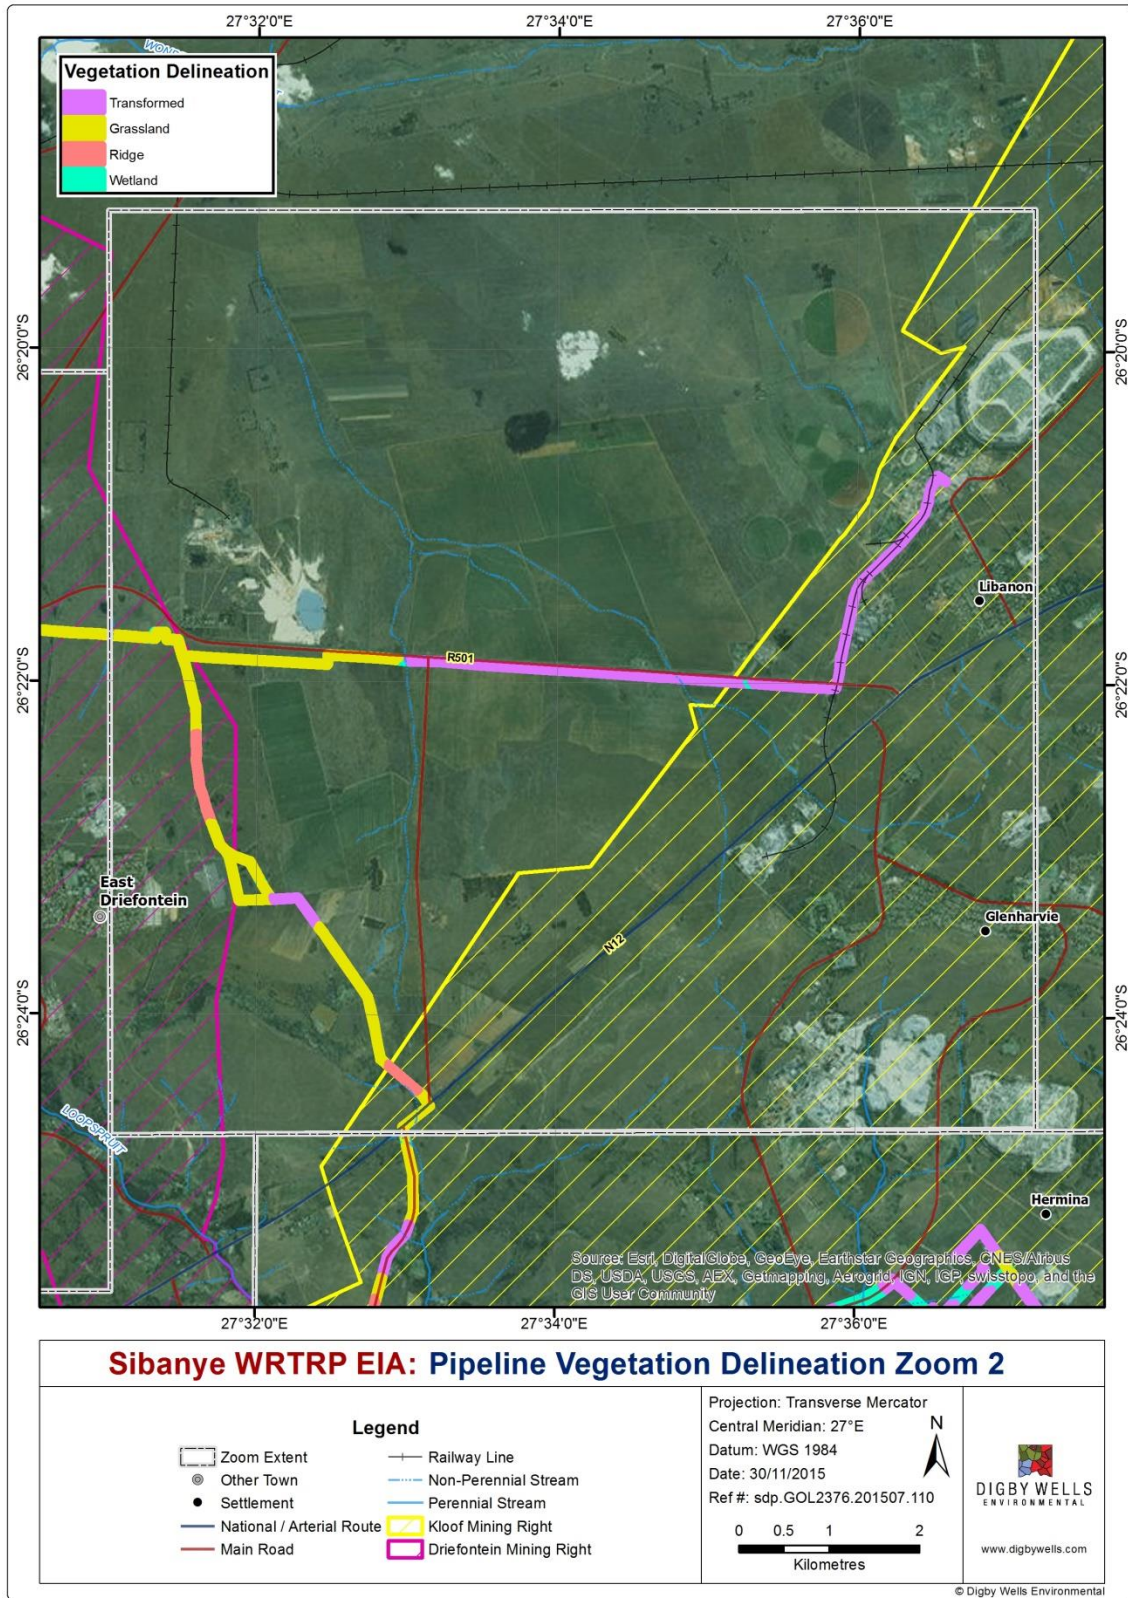 27°32'0"E
27°34'0"E
27°36'0"E
Vegetation Delineation
Transformed
Grassland
Ridge
Wetland
26°20'0"S
26°20'0"S
Libanon
R501
26°22'0"S
26°22'0"S
East
Driefontein
Glenharvie
N12
26°24'0"S
26°24'0"S
LOOPSPRUIT
Hermina
Source: Esri, DigitalGlobe, GeoEye, Earthstar Geographics, CNES/Airbus
DS, USDA, USGS, AEX, Getmapping, Aerogrid, IGN, IGP, swisstopo, and the
GIS User Community
27°32'0"E
27°34'0"E
27°36'0"E
Sibanye WRTRP EIA: Pipeline Vegetation Delineation Zoom 2
Legend
Zoom Extent
Other Town
Settlement
National / Arterial Route
Main Road
Railway Line
Non-Perennial Stream
Perennial Stream
Kloof Mining Right
Driefontein Mining Right
Projection: Transverse Mercator
Central Meridian: 27°E
Datum: WGS 1984
Date: 30/11/2015
Ref #: sdp.GOL2376.201507.110
N
0 0.5 1 2
Kilometres
DIGBY WELLS
ENVIRONMENTAL
www.digbywells.com
© Digby Wells Environmental